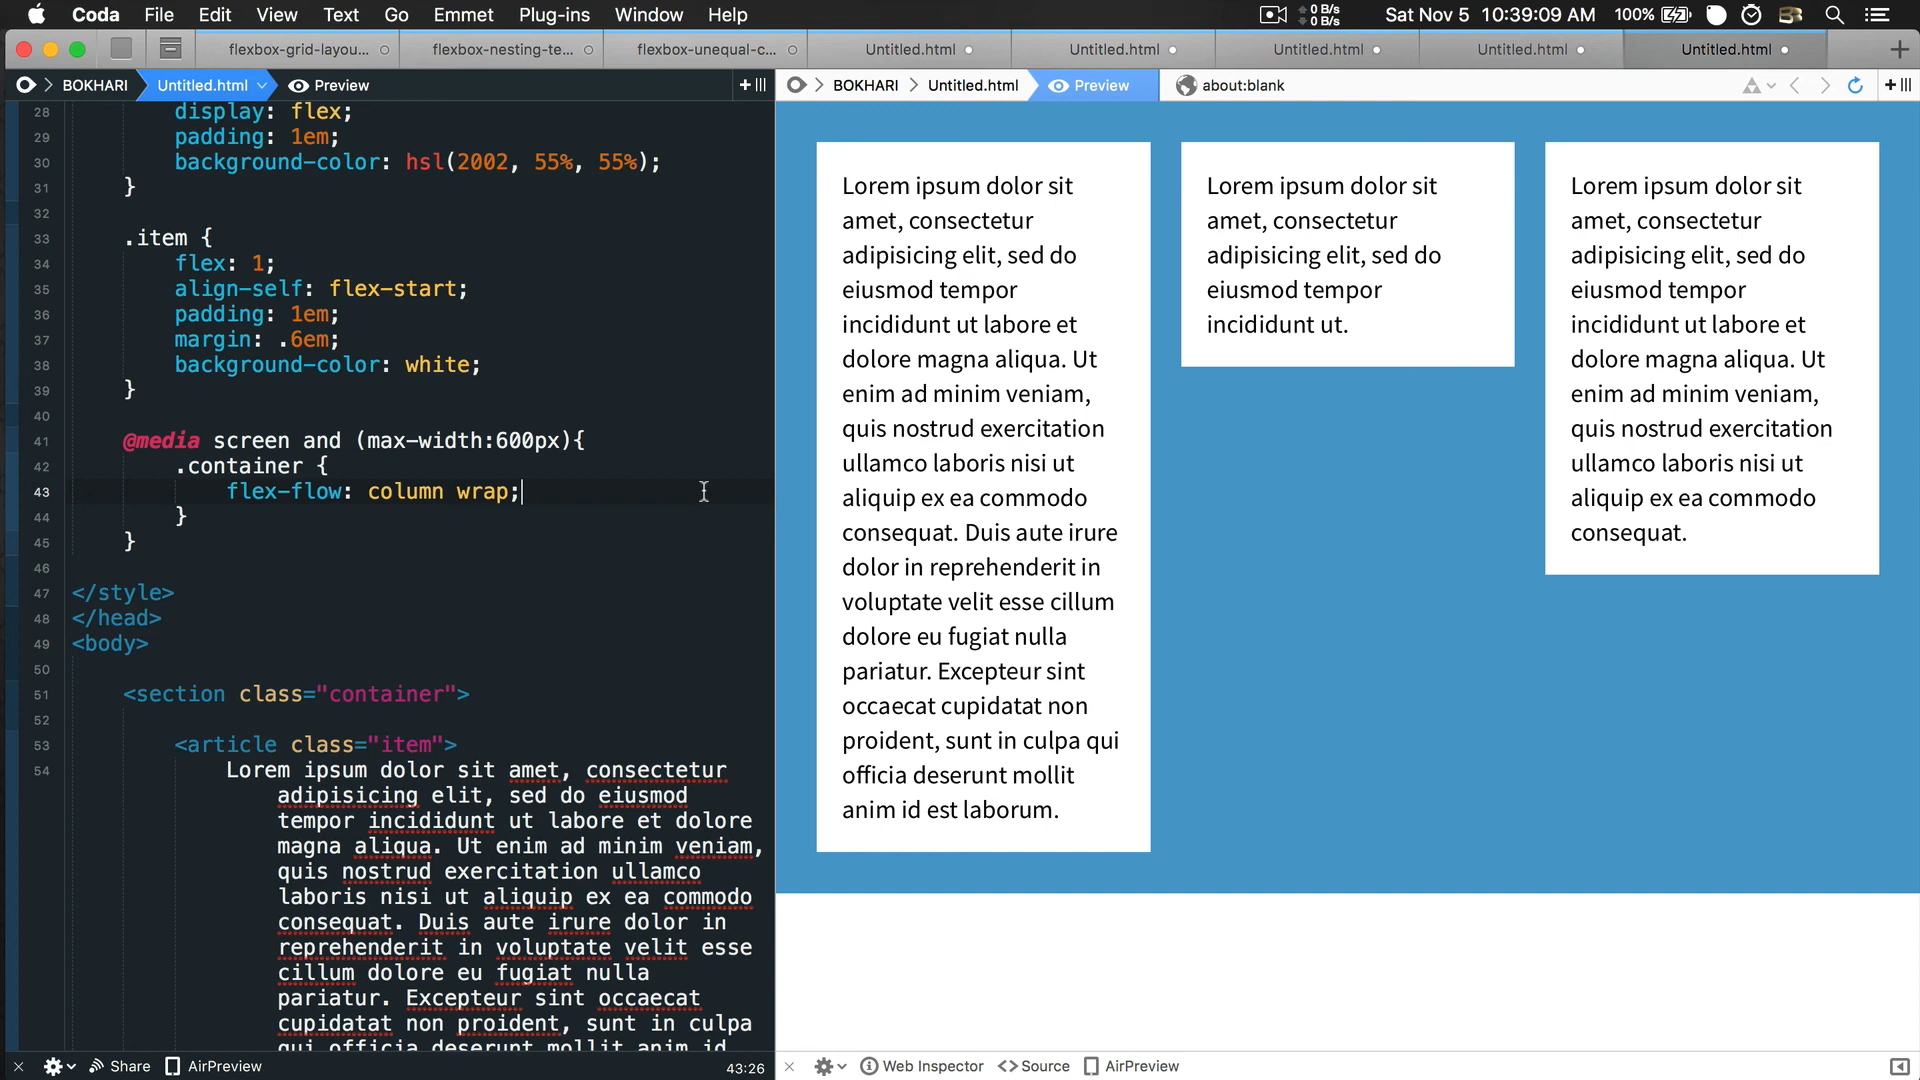 Coda File Edit View Text Go Emmet Plug-ins Window Help 0 B/s 0 B/s Sat Nov 5 10:39:09 AM 100%
flexbox-grid-layou... flexbox-nesting-te... flexbox-unequal-c... Untitled.html Untitled.html Untitled.html Untitled.html Untitled.html
BOKHARI Untitled.html Preview
28 display: flex;
29 padding: 1em;
30 background-color: hsl(2002, 55%, 55%);
31 }
32
33 .item {
34 flex: 1;
35 align-self: flex-start;
36 padding: 1em;
37 margin: .6em;
38 background-color: white;
39 }
40
41 @media screen and (max-width:600px){
42 .container {
43 flex-flow: column wrap;
44 }
45 }
46
47 </style>
48 </head>
49 <body>
50
51 <section class="container">
52
53 <article class="item">
54 Lorem ipsum dolor sit amet, consectetur
adipisicing elit, sed do eiusmod
tempor incididunt ut labore et dolore
magna aliqua. Ut enim ad minim veniam,
quis nostrud exercitation ullamco
laboris nisi ut aliquip ex ea commodo
consequat. Duis aute irure dolor in
reprehenderit in voluptate velit esse
cillum dolore eu fugiat nulla
pariatur. Excepteur sint occaecat
cupidatat non proident, sunt in culpa
qui officia deserunt mollit anim id
Share AirPreview 43:26
BOKHARI Untitled.html Preview about:blank
Lorem ipsum dolor sit
amet, consectetur
adipisicing elit, sed do
eiusmod tempor
incididunt ut labore et
dolore magna aliqua. Ut
enim ad minim veniam,
quis nostrud exercitation
ullamco laboris nisi ut
aliquip ex ea commodo
consequat. Duis aute irure
dolor in reprehenderit in
voluptate velit esse cillum
dolore eu fugiat nulla
pariatur. Excepteur sint
occaecat cupidatat non
proident, sunt in culpa qui
officia deserunt mollit
anim id est laborum.
Lorem ipsum dolor sit
amet, consectetur
adipisicing elit, sed do
eiusmod tempor
incididunt ut.
Lorem ipsum dolor sit
amet, consectetur
adipisicing elit, sed do
eiusmod tempor
incididunt ut labore et
dolore magna aliqua. Ut
enim ad minim veniam,
quis nostrud exercitation
ullamco laboris nisi ut
aliquip ex ea commodo
consequat.
Web Inspector Source AirPreview